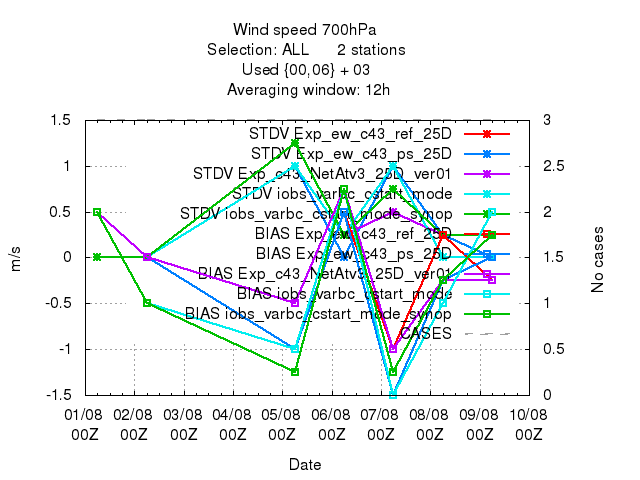 Wind speed 700hPa
Selection: ALL 2 stations
Used {00,06} + 03
Averaging window: 12h
1.5 3
STDV Exp_ew_c43_ref_25D
STDV Exp_ew_c43_ps_25D
1 2.5
STDV Exp_c43_NetAtv3_25D_ver01
STDV iobs_varbc_cstart_mode
0.5 STDV iobs_varbc_cstart_mode_synop 2
BIAS Exp_ew_c43_ref_25D
m/s 0 BIAS Exp_ew_c43_ps_25D 1.5 No cases
BIAS Exp_c43_NetAtv3_25D_ver01
-0.5 BIAS iobs_varbc_cstart_mode 1
BIAS iobs_varbc_cstart_mode_synop
CASES
-1 0.5
-1.5 0
01/08 02/08 03/08 04/08 05/08 06/08 07/08 08/08 09/08 10/08
00Z 00Z 00Z 00Z 00Z 00Z 00Z 00Z 00Z 00Z
Date